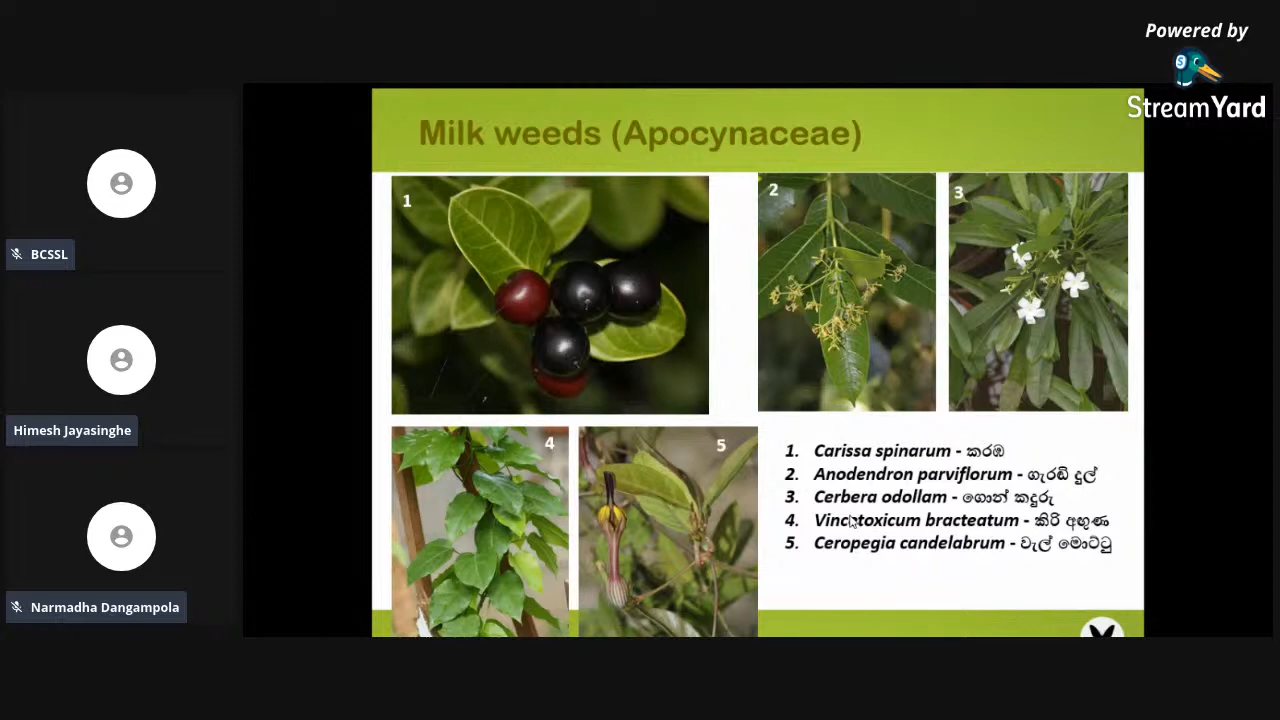 Powered by
StreamYard
Milk weeds (Apocynaceae)
1
2
3
4
5
1. Carissa spinarum - කරඹ
2. Anodendron parviflorum - ගැරඬි දුල්
3. Cerbera odollam - ගොන් කදුරු
4. Vincetoxicum bracteatum - කිරි අඟුණ
5. Ceropegia candelabrum - වැල් මොට්ටු
BCSSL
Himesh Jayasinghe
Narmadha Dangampola